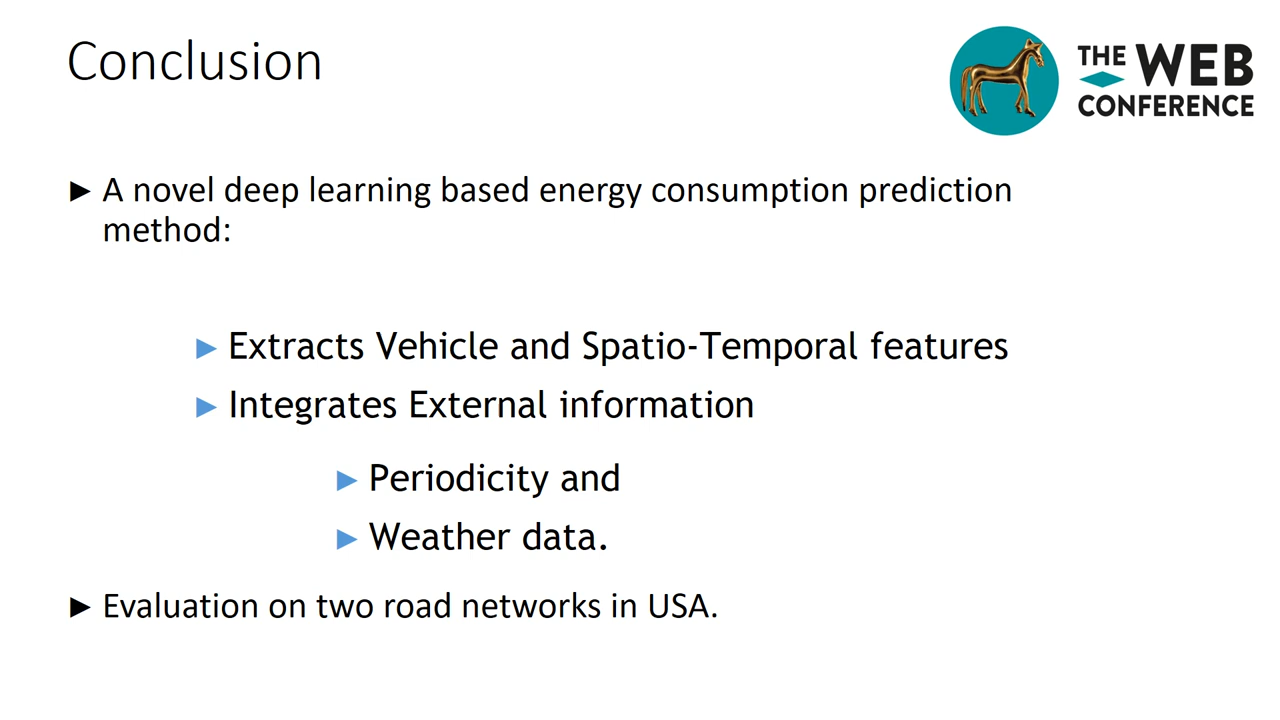 Conclusion
THE WEB
CONFERENCE
► A novel deep learning based energy consumption prediction
method:
► Extracts Vehicle and Spatio-Temporal features
► Integrates External information
► Periodicity and
► Weather data.
► Evaluation on two road networks in USA.